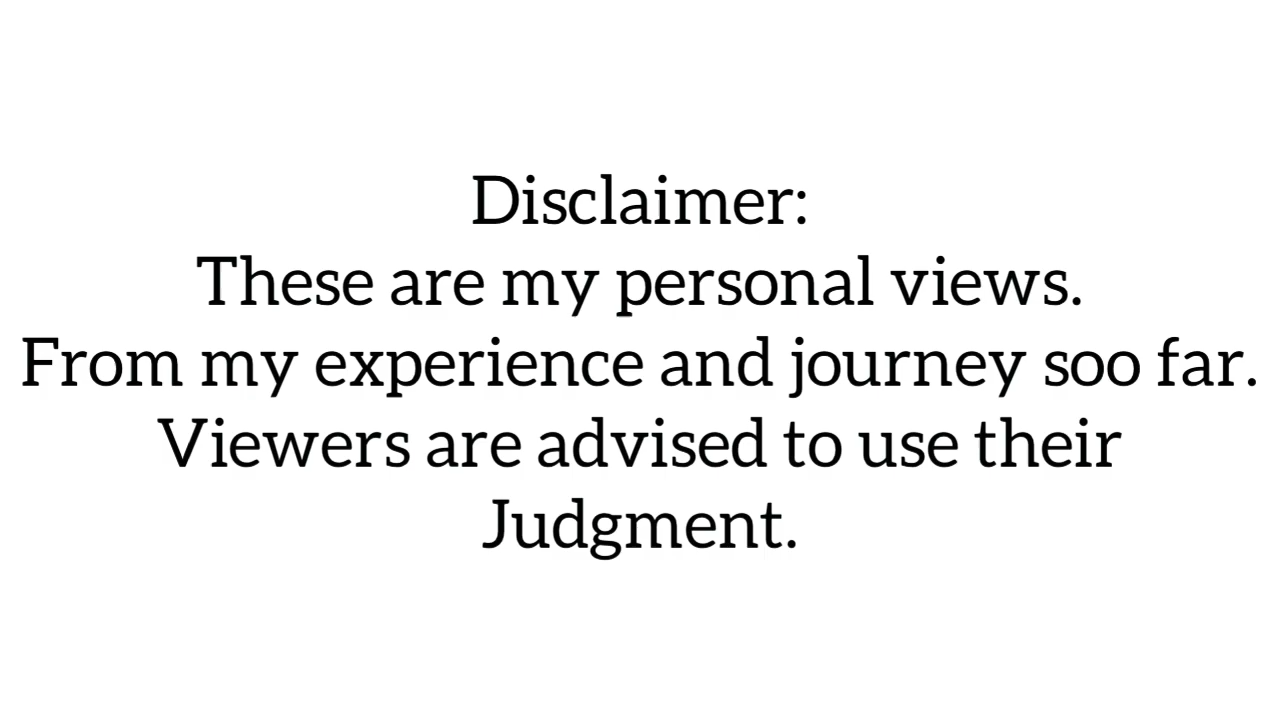 Disclaimer:
These are my personal views.
From my experience and journey soo far.
Viewers are advised to use their
Judgment.